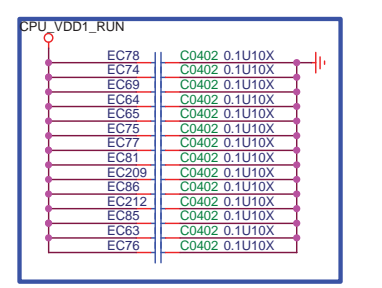 CPU_VDD1_RUN
EC78 C0402 0.1U10X
EC74 C0402 0.1U10X
EC69 C0402 0.1U10X
EC64 C0402 0.1U10X
EC65 C0402 0.1U10X
EC75 C0402 0.1U10X
EC77 C0402 0.1U10X
EC81 C0402 0.1U10X
EC209 C0402 0.1U10X
EC86 C0402 0.1U10X
EC212 C0402 0.1U10X
EC85 C0402 0.1U10X
EC63 C0402 0.1U10X
EC76 C0402 0.1U10X